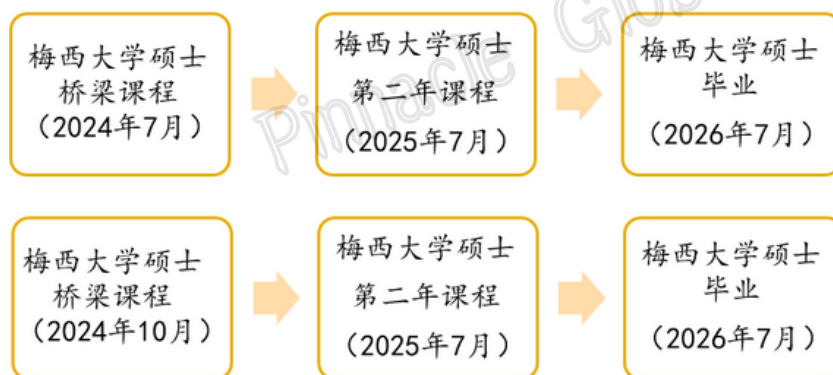 梅西大学硕士
桥梁课程
（2024年7月）
梅西大学硕士
第二年课程
（2025年7月）
梅西大学硕士
毕业
（2026年7月）
梅西大学硕士
桥梁课程
（2024年10月）
梅西大学硕士
第二年课程
（2025年7月）
梅西大学硕士
毕业
（2026年7月）
Pinnacle